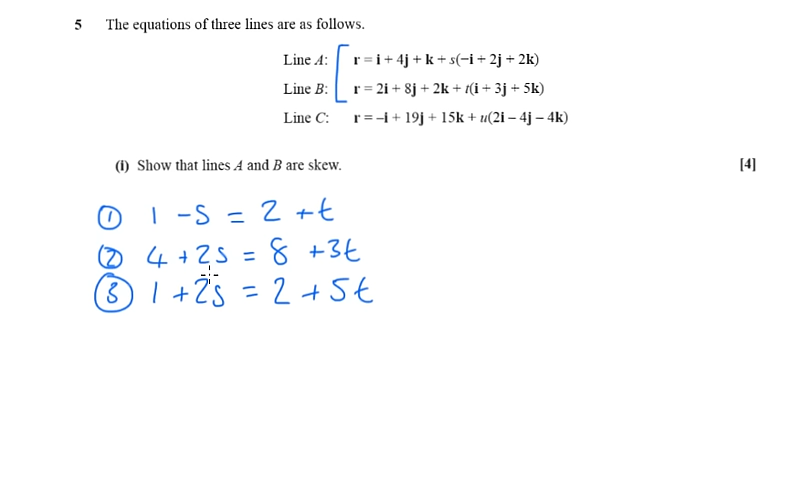 5 The equations of three lines are as follows.
Line A: r = i + 4j + k + s(−i + 2j + 2k)
Line B: r = 2i + 8j + 2k + t(i + 3j + 5k)
Line C: r = −i + 19j + 15k + u(2i − 4j − 4k)
(i) Show that lines A and B are skew. [4]
① 1 - s = 2 + t
② 4 + 2s = 8 + 3t
③ 1 + 2s = 2 + 5t